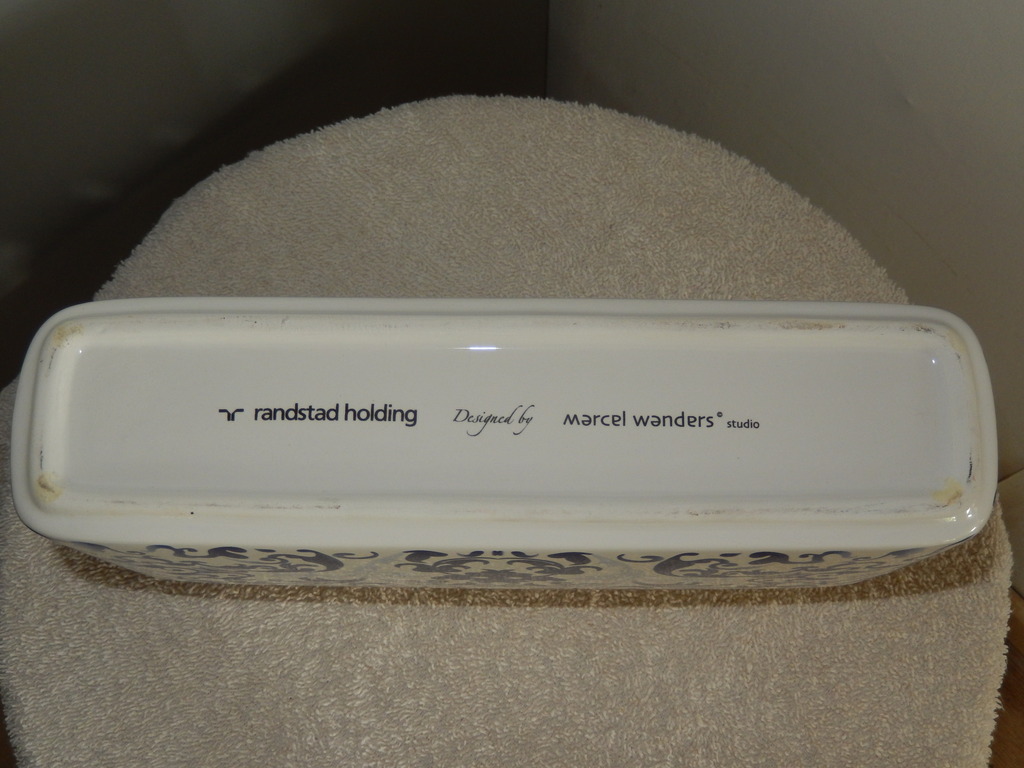 randstad holding Designed by marcel wanders® studio